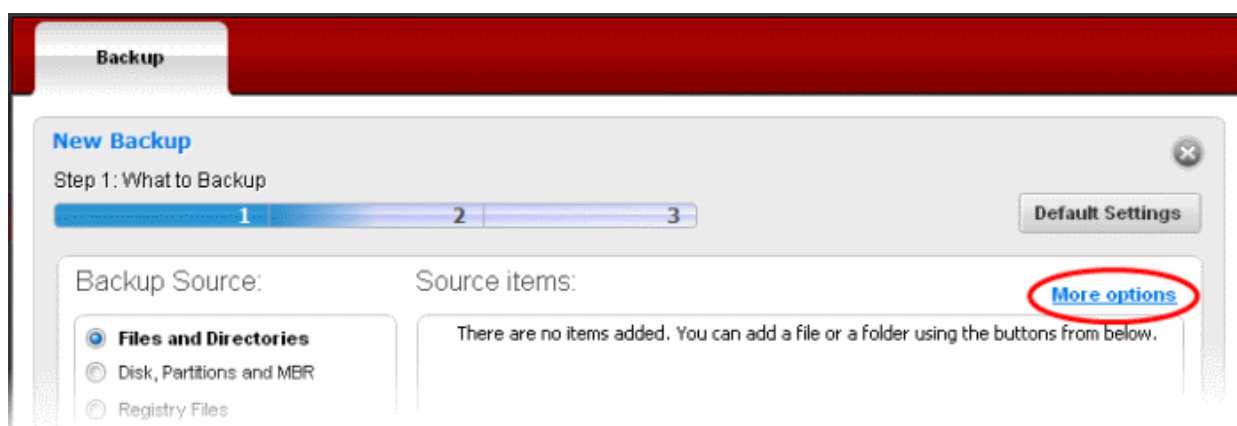 Backup
New Backup
Step 1: What to Backup
1 2 3
Default Settings
Backup Source:
Source items:
More options
Files and Directories
There are no items added. You can add a file or a folder using the buttons from below.
Disk, Partitions and MBR
Registry Files